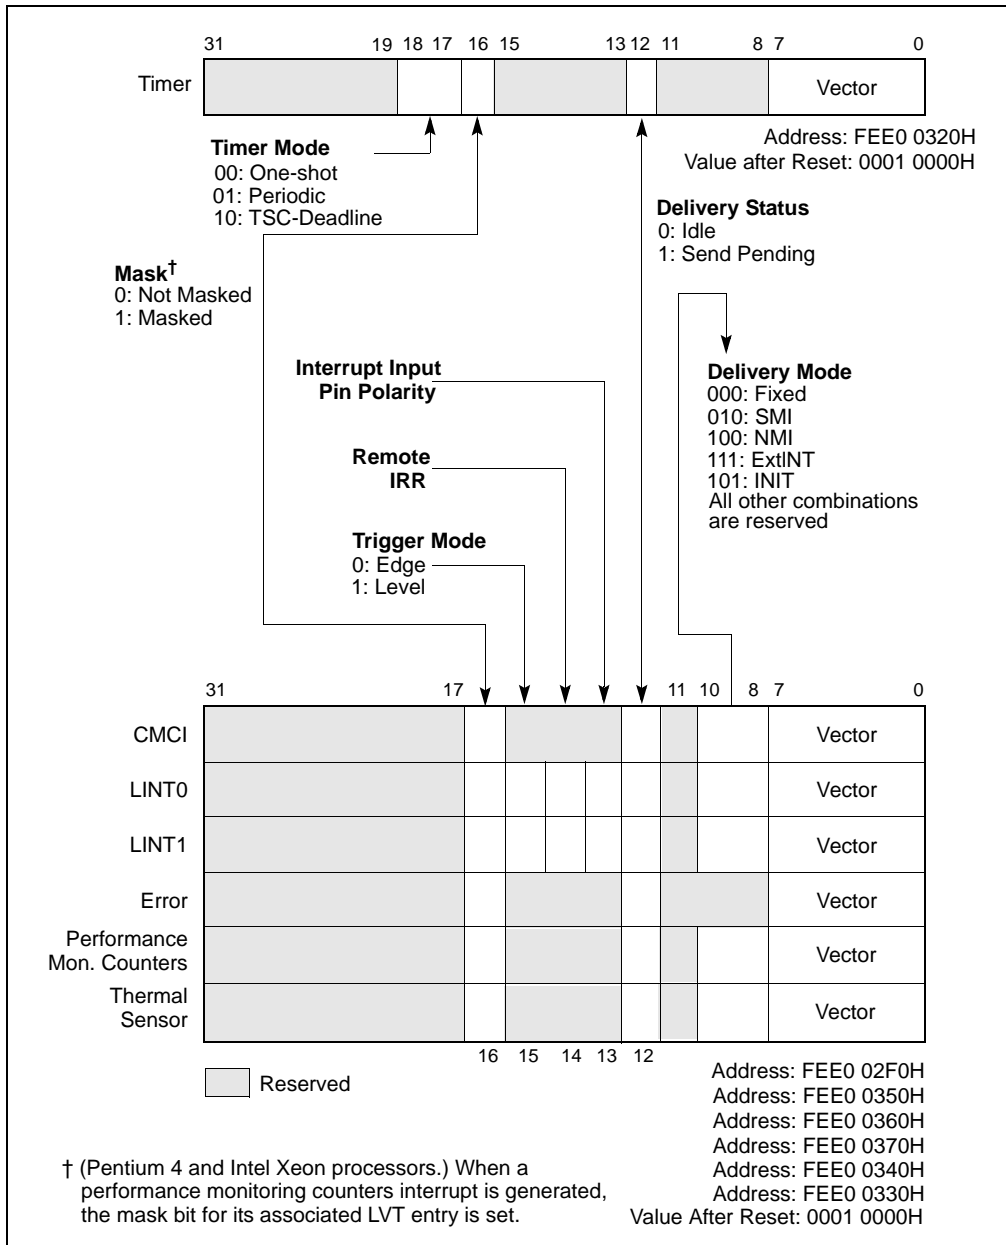 31 19 18 17 16 15 13 12 11 8 7 0
Timer Vector
Address: FEE0 0320H
Value after Reset: 0001 0000H
Timer Mode
00: One-shot
01: Periodic
10: TSC-Deadline
Delivery Status
0: Idle
1: Send Pending
Mask†
0: Not Masked
1: Masked
Interrupt Input
Pin Polarity
Delivery Mode
000: Fixed
010: SMI
100: NMI
111: ExtINT
101: INIT
All other combinations
are reserved
Remote
IRR
Trigger Mode
0: Edge
1: Level
31 17 11 10 8 7 0
CMCI Vector
LINT0 Vector
LINT1 Vector
Error Vector
Performance
Mon. Counters Vector
Thermal
Sensor Vector
16 15 14 13 12
Reserved
Address: FEE0 02F0H
Address: FEE0 0350H
Address: FEE0 0360H
Address: FEE0 0370H
Address: FEE0 0340H
Address: FEE0 0330H
Value After Reset: 0001 0000H
† (Pentium 4 and Intel Xeon processors.) When a
performance monitoring counters interrupt is generated,
the mask bit for its associated LVT entry is set.